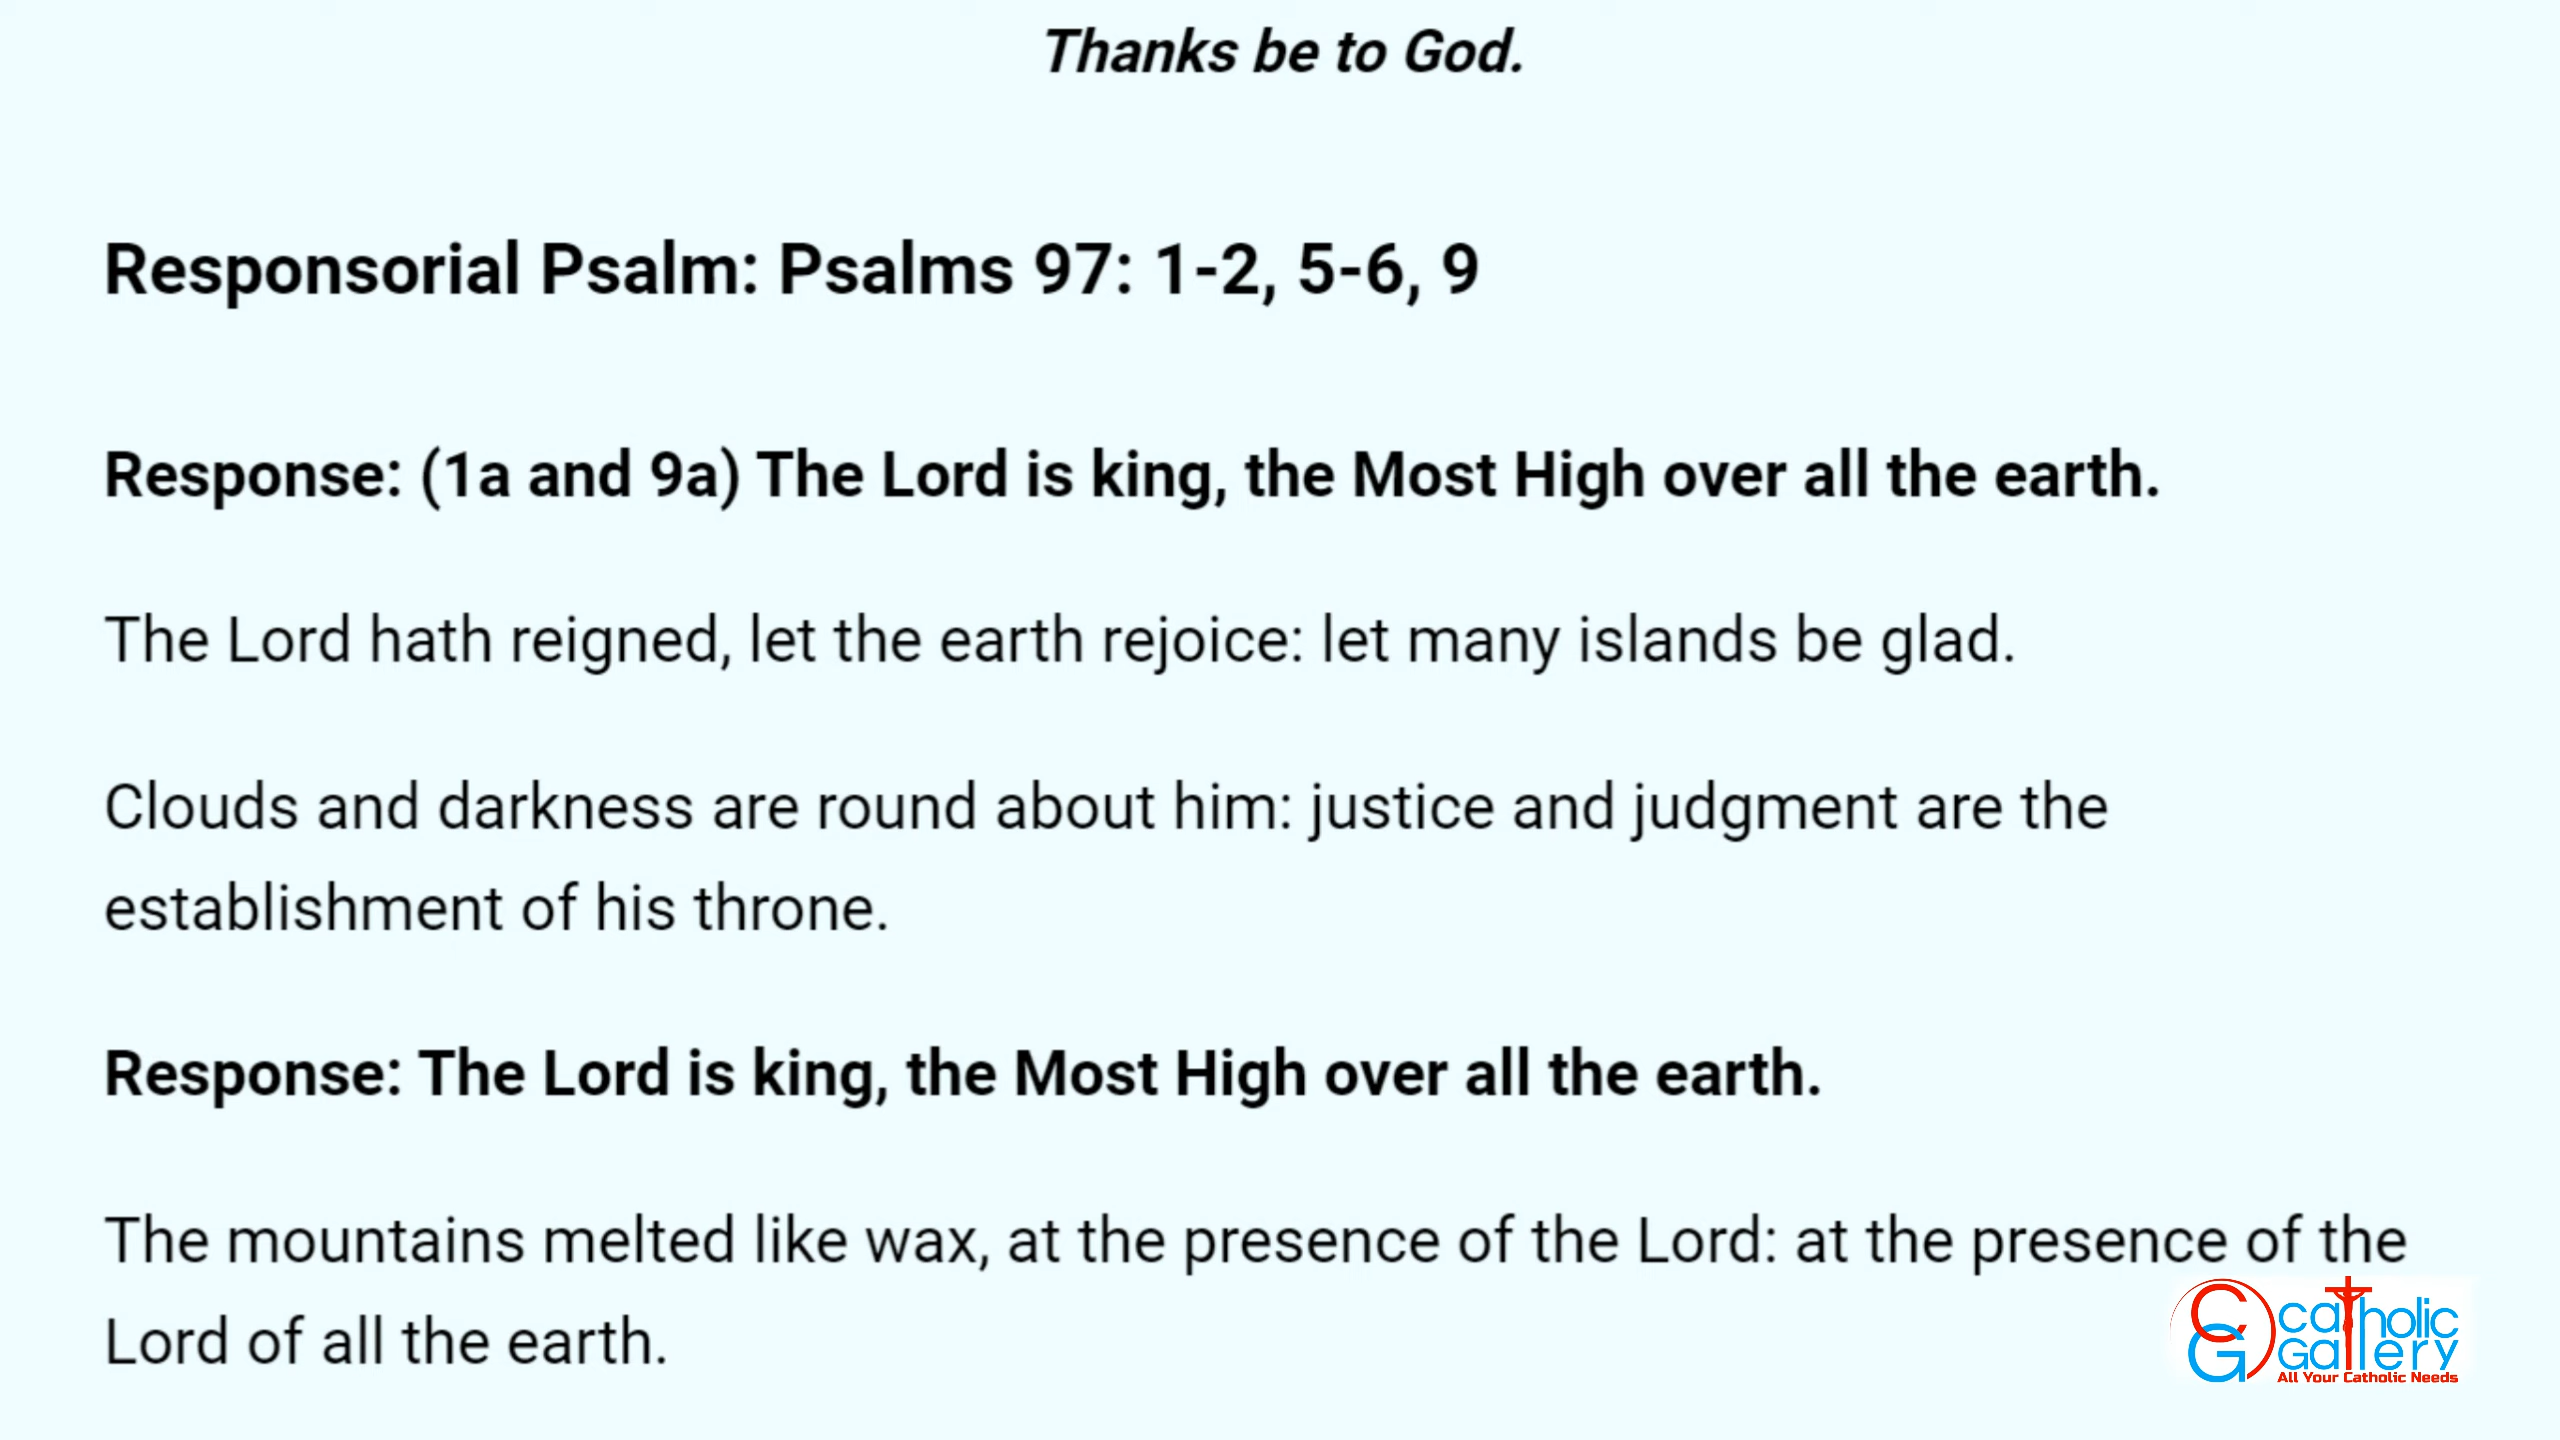 Thanks be to God.
Responsorial Psalm: Psalms 97: 1-2, 5-6, 9
Response: (1a and 9a) The Lord is king, the Most High over all the earth.
The Lord hath reigned, let the earth rejoice: let many islands be glad.
Clouds and darkness are round about him: justice and judgment are the
establishment of his throne.
Response: The Lord is king, the Most High over all the earth.
The mountains melted like wax, at the presence of the Lord: at the presence of the
Lord of all the earth.
CG
catholic
Gallery
All Your Catholic Needs